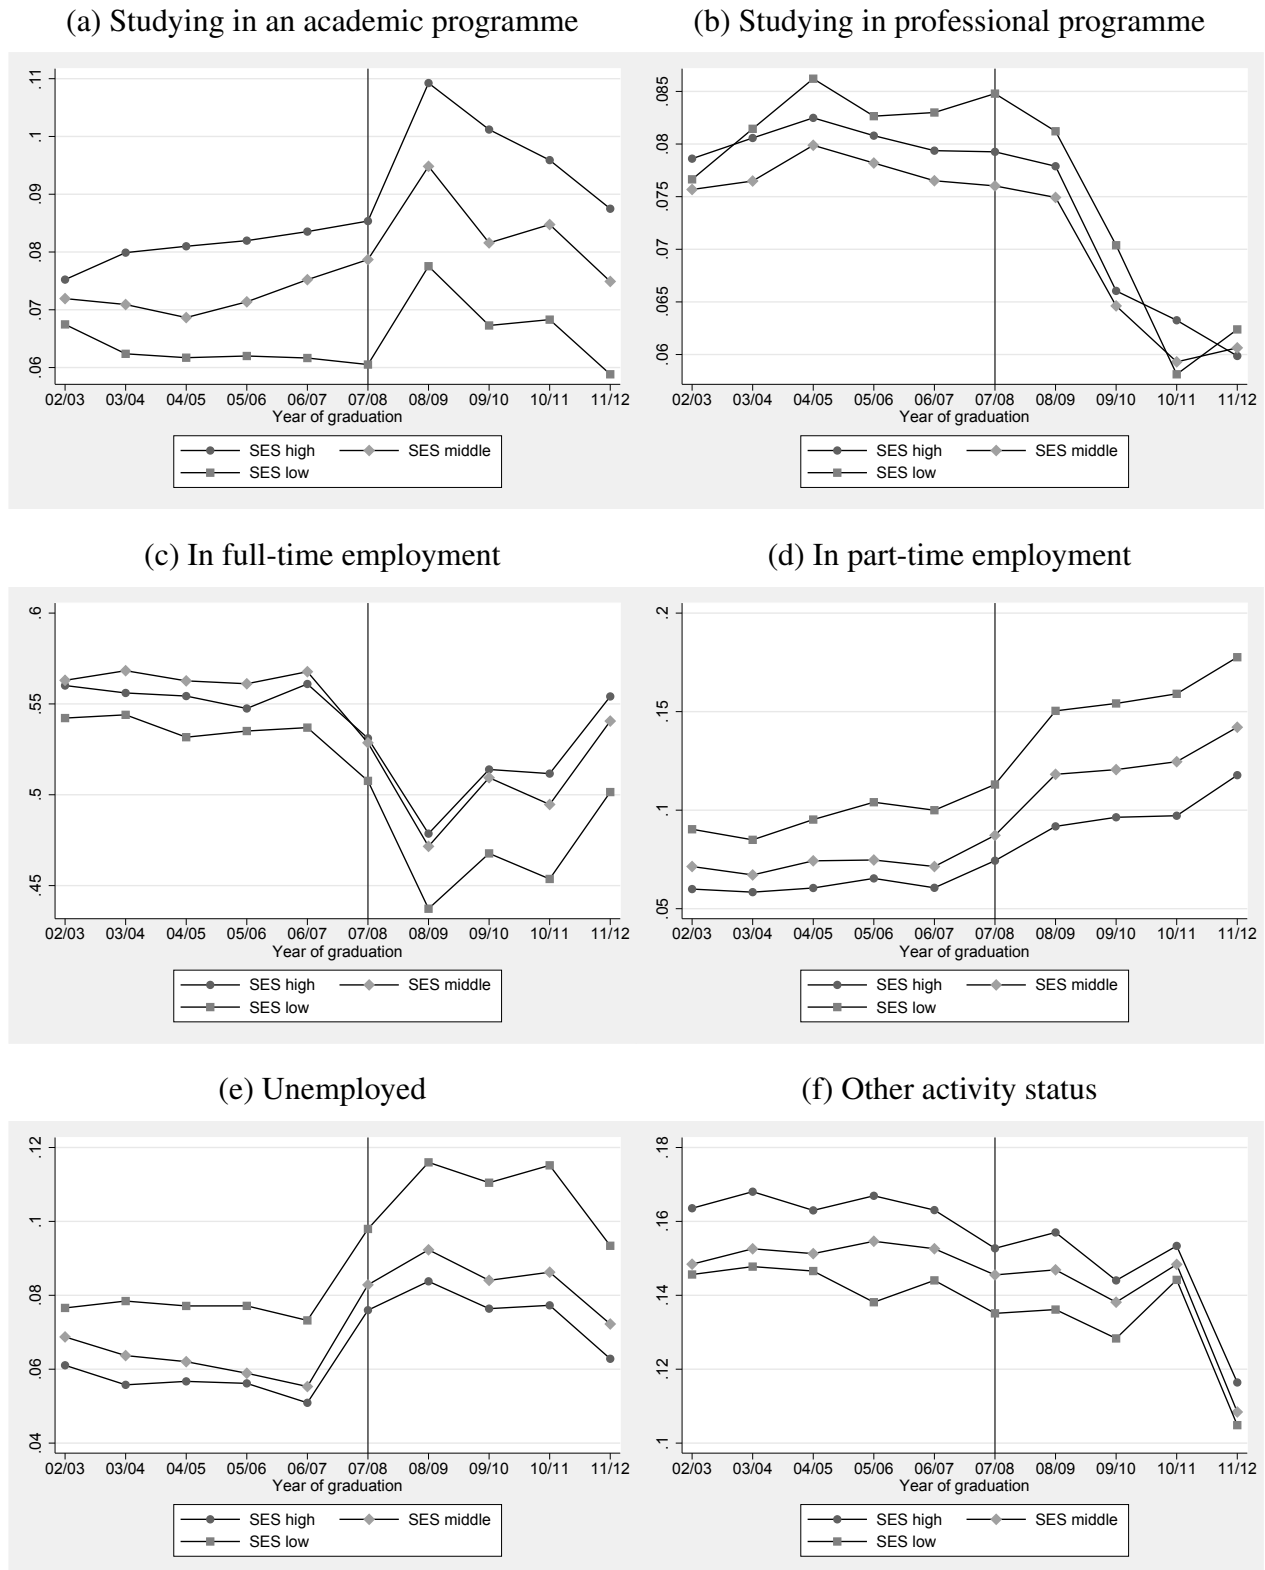 (a) Studying in an academic programme
.11
.1
.09
.08
.07
.06
02/03 03/04 04/05 05/06 06/07 07/08 08/09 09/10 10/11 11/12
Year of graduation
SES high SES middle
SES low
(b) Studying in professional programme
.085
.08
.075
.07
.065
.06
02/03 03/04 04/05 05/06 06/07 07/08 08/09 09/10 10/11 11/12
Year of graduation
SES high SES middle
SES low
(c) In full-time employment
.6
.55
.5
.45
02/03 03/04 04/05 05/06 06/07 07/08 08/09 09/10 10/11 11/12
Year of graduation
SES high SES middle
SES low
(d) In part-time employment
.2
.15
.1
.05
02/03 03/04 04/05 05/06 06/07 07/08 08/09 09/10 10/11 11/12
Year of graduation
SES high SES middle
SES low
(e) Unemployed
.12
.1
.08
.06
.04
02/03 03/04 04/05 05/06 06/07 07/08 08/09 09/10 10/11 11/12
Year of graduation
SES high SES middle
SES low
(f) Other activity status
.18
.16
.14
.12
.1
02/03 03/04 04/05 05/06 06/07 07/08 08/09 09/10 10/11 11/12
Year of graduation
SES high SES middle
SES low